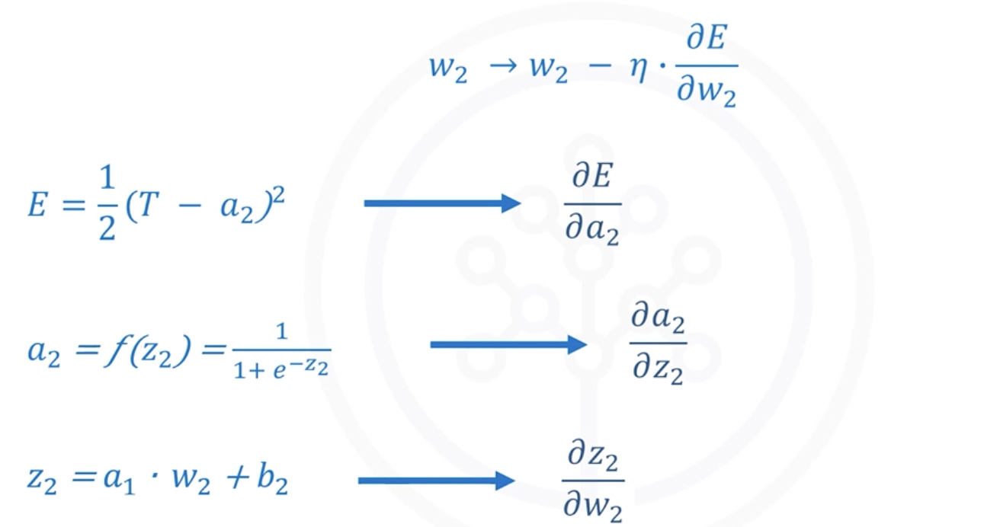 w₂ → w₂ − η · ∂E/∂w₂
E = 1/2 (T − a₂)² ⟶ ∂E/∂a₂
a₂ = f(z₂) = 1/(1+ e^(−z₂)) ⟶ ∂a₂/∂z₂
z₂ = a₁ · w₂ + b₂ ⟶ ∂z₂/∂w₂